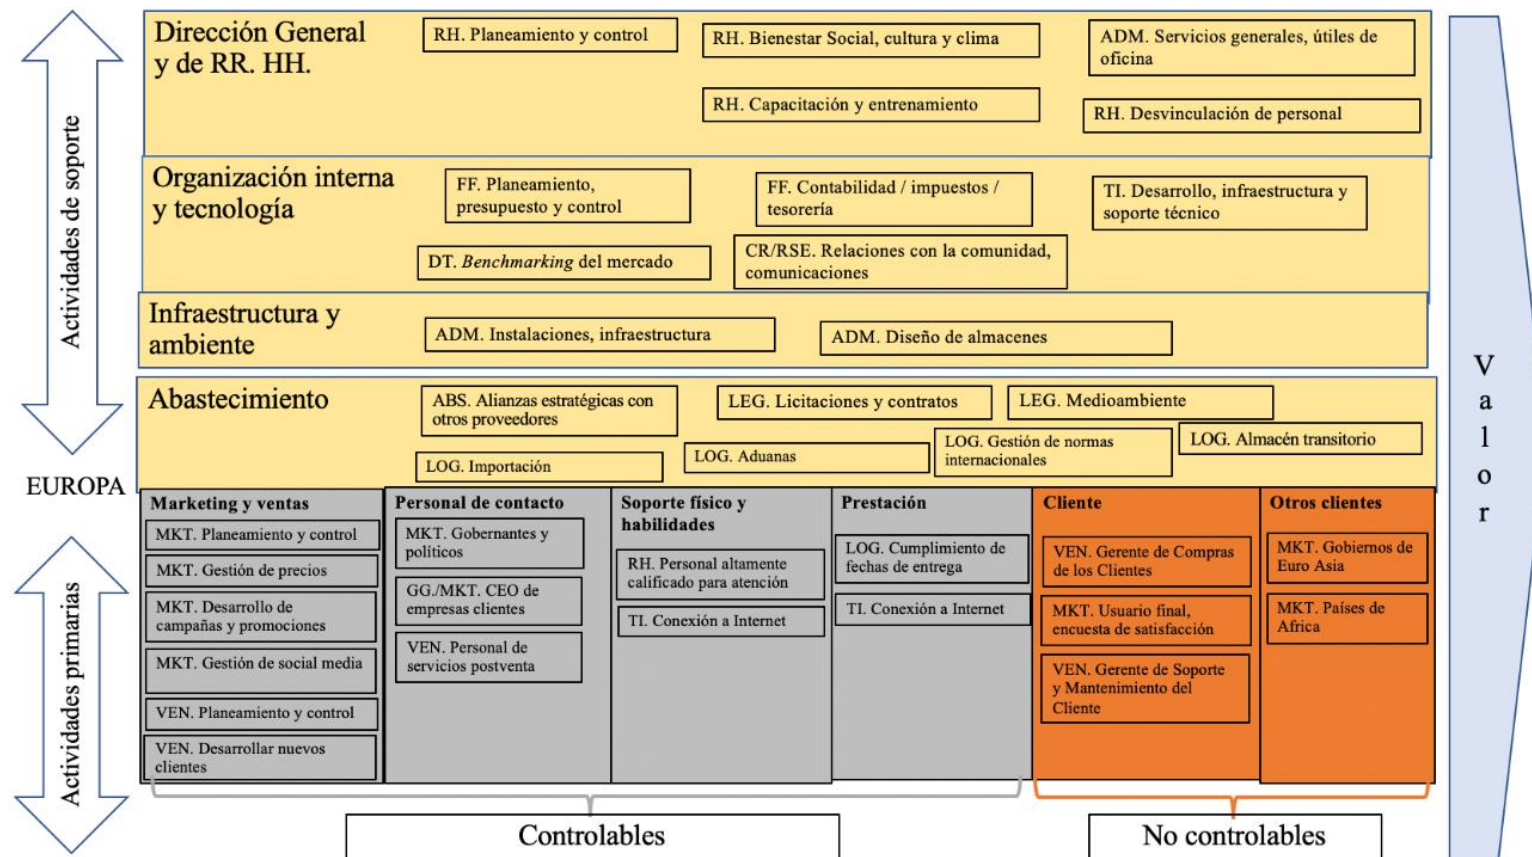 Actividades de soporte
Dirección General
y de RR. HH.
RH. Planeamiento y control
RH. Bienestar Social, cultura y clima
ADM. Servicios generales, útiles de
oficina
RH. Capacitación y entrenamiento
RH. Desvinculación de personal
Organización interna
y tecnología
FF. Planeamiento,
presupuesto y control
FF. Contabilidad / impuestos /
tesorería
TI. Desarrollo, infraestructura y
soporte técnico
DT. Benchmarking del mercado
CR/RSE. Relaciones con la comunidad,
comunicaciones
Infraestructura y
ambiente
ADM. Instalaciones, infraestructura
ADM. Diseño de almacenes
Abastecimiento
ABS. Alianzas estratégicas con
otros proveedores
LEG. Licitaciones y contratos
LEG. Medioambiente
LOG. Importación
LOG. Aduanas
LOG. Gestión de normas
internacionales
LOG. Almacén transitorio
EUROPA
Actividades primarias
Marketing y ventas
MKT. Planeamiento y control
MKT. Gestión de precios
MKT. Desarrollo de
campañas y promociones
MKT. Gestión de social media
VEN. Planeamiento y control
VEN. Desarrollar nuevos
clientes
Personal de contacto
MKT. Gobernantes y
políticos
GG./MKT. CEO de
empresas clientes
VEN. Personal de
servicios postventa
Soporte físico y
habilidades
RH. Personal altamente
calificado para atención
TI. Conexión a Internet
Prestación
LOG. Cumplimiento de
fechas de entrega
TI. Conexión a Internet
Cliente
VEN. Gerente de Compras
de los Clientes
MKT. Usuario final,
encuesta de satisfacción
VEN. Gerente de Soporte
y Mantenimiento del
Cliente
Otros clientes
MKT. Gobiernos de
Euro Asia
MKT. Países de
Africa
Controlables
No controlables
V
a
l
o
r